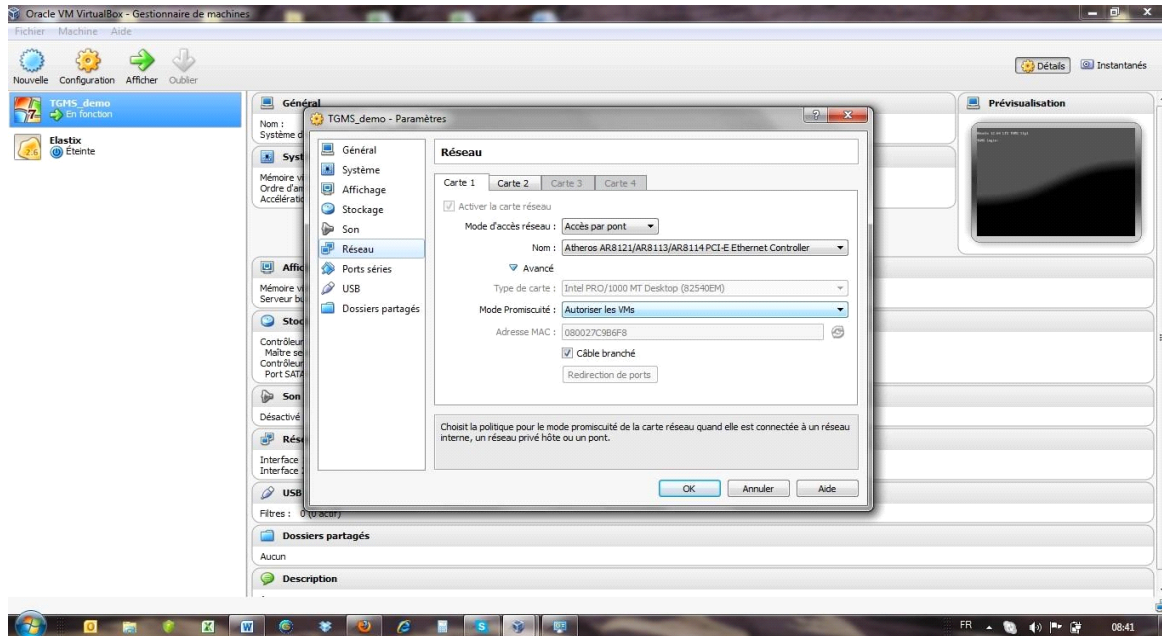 Oracle VM VirtualBox - Gestionnaire de machines
Fichier Machine Aide
Nouvelle Configuration Afficher Oublier
Détails Instantanés
TGMS_demo
En fonction
Elastix
Éteinte
Général
Nom :
Système d
Syst
Mémoire vi
Ordre d'am
Accélératio
Affic
Mémoire vi
Serveur bu
Stoc
Contrôleur
Maître se
Contrôleur
Port SATA
Son
Désactivé
Rése
Interface
Interface
USB
Filtres : 0 (0 actif)
Dossiers partagés
Aucun
Description
Prévisualisation
TGMS_demo - Paramètres
Général
Système
Affichage
Stockage
Son
Réseau
Ports séries
USB
Dossiers partagés
Réseau
Carte 1 Carte 2 Carte 3 Carte 4
Activer la carte réseau
Mode d'accès réseau : Accès par pont
Nom : Atheros AR8121/AR8113/AR8114 PCI-E Ethernet Controller
Avancé
Type de carte : Intel PRO/1000 MT Desktop (82540EM)
Mode Promiscuité : Autoriser les VMs
Adresse MAC : 080027C9B6F8
Câble branché
Redirection de ports
Choisit la politique pour le mode promiscuité de la carte réseau quand elle est connectée à un réseau
interne, un réseau privé hôte ou un pont.
OK Annuler Aide
FR 08:41